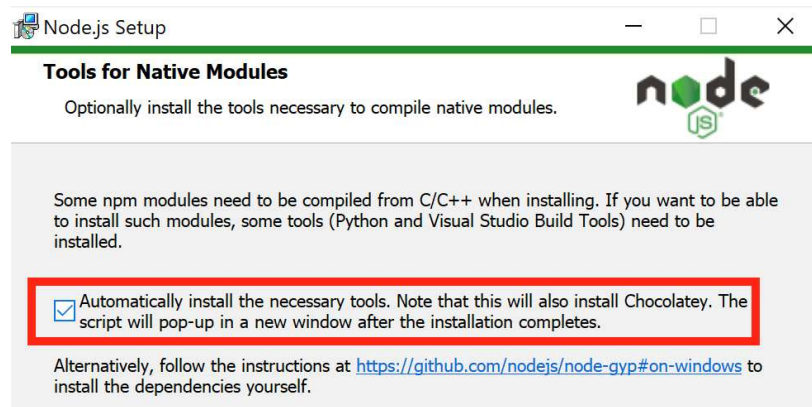 Node.js Setup
Tools for Native Modules
Optionally install the tools necessary to compile native modules.
node
JS
Some npm modules need to be compiled from C/C++ when installing. If you want to be able
to install such modules, some tools (Python and Visual Studio Build Tools) need to be
installed.
Automatically install the necessary tools. Note that this will also install Chocolatey. The
script will pop-up in a new window after the installation completes.
Alternatively, follow the instructions at https://github.com/nodejs/node-gyp#on-windows to
install the dependencies yourself.